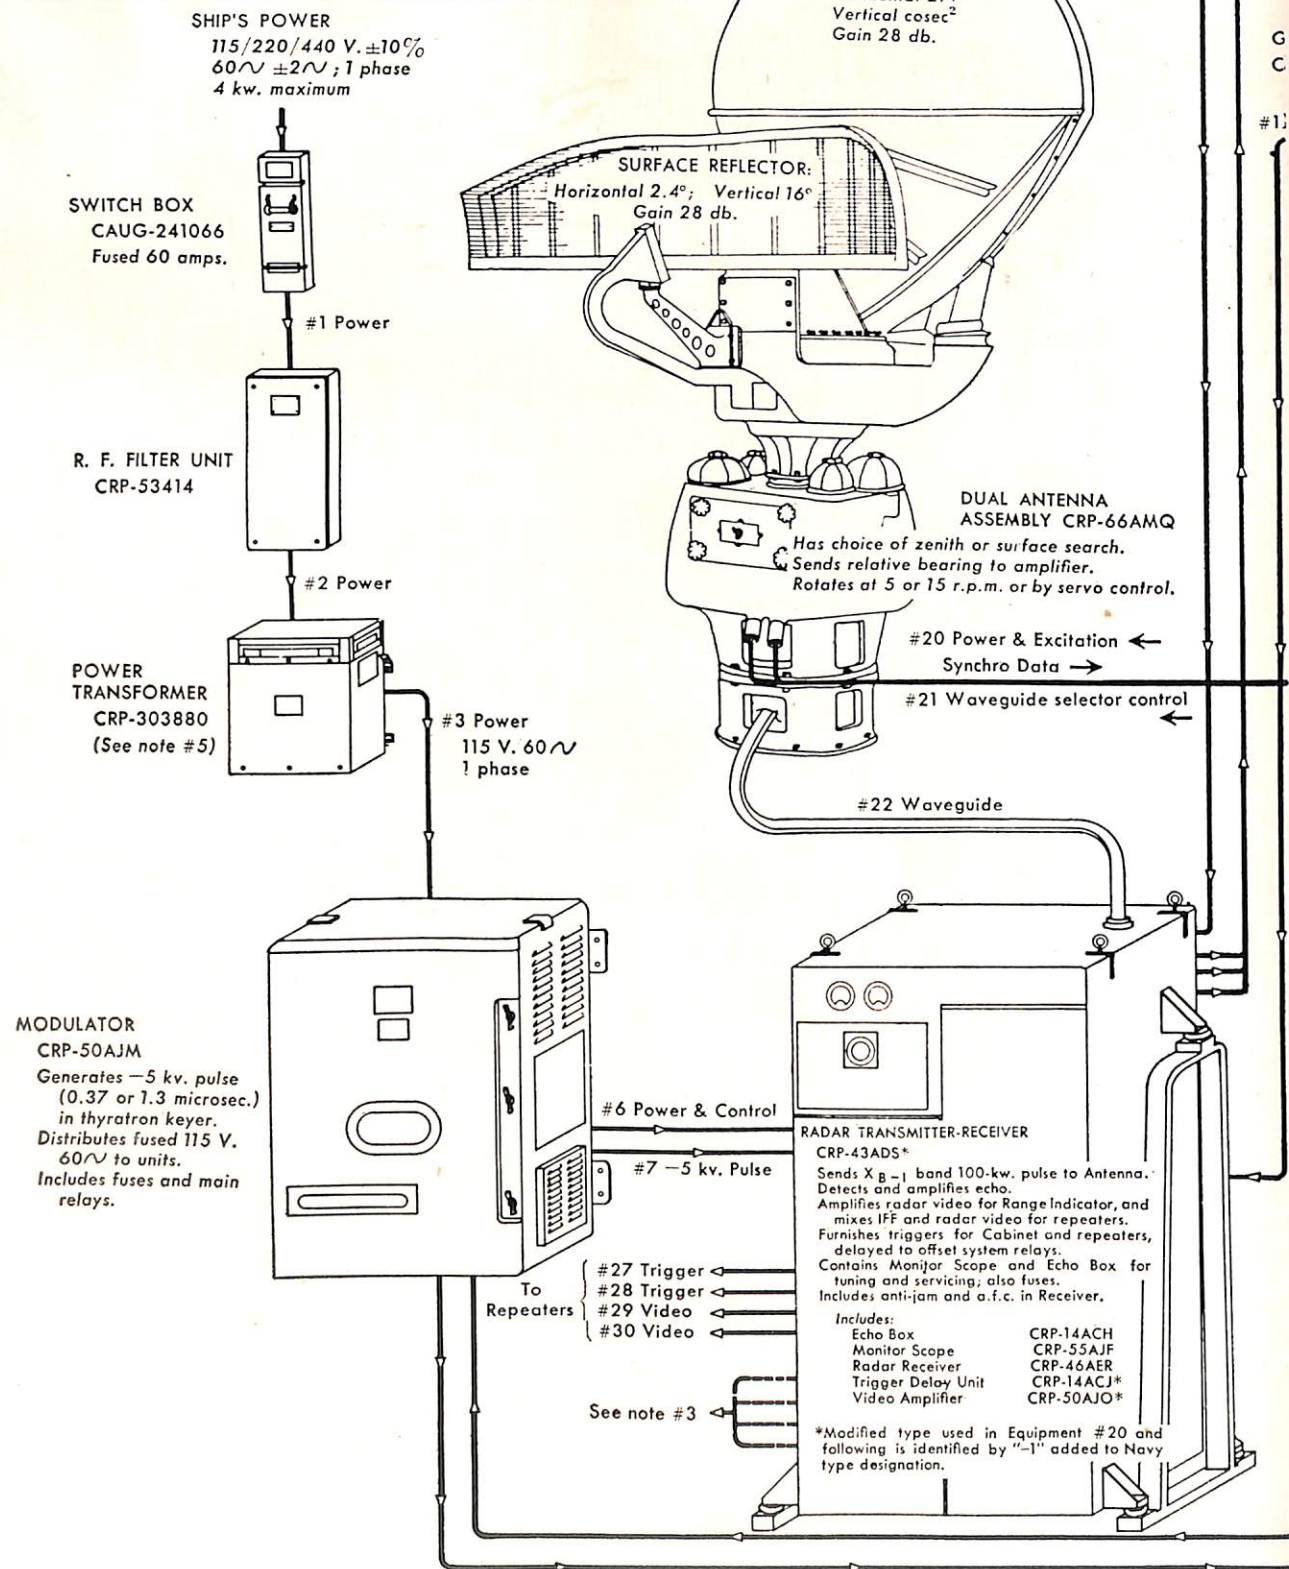 SHIP'S POWER
115/220/440 V. ±10%
60∿ ±2∿; 1 phase
4 kw. maximum
Vertical cosec²
Gain 28 db.
SURFACE REFLECTOR:
Horizontal 2.4°; Vertical 16°
Gain 28 db.
SWITCH BOX
CAUG-241066
Fused 60 amps.
#1 Power
R. F. FILTER UNIT
CRP-53414
#2 Power
POWER
TRANSFORMER
CRP-303880
(See note #5)
#3 Power
115 V. 60∿
1 phase
DUAL ANTENNA
ASSEMBLY CRP-66AMQ
Has choice of zenith or surface search.
Sends relative bearing to amplifier.
Rotates at 5 or 15 r.p.m. or by servo control.
#20 Power & Excitation
Synchro Data
#21 Waveguide selector control
#22 Waveguide
MODULATOR
CRP-50AJM
Generates —5 kv. pulse
(0.37 or 1.3 microsec.)
in thyratron keyer.
Distributes fused 115 V.
60∿ to units.
Includes fuses and main
relays.
#6 Power & Control
#7 —5 kv. Pulse
RADAR TRANSMITTER-RECEIVER
CRP-43ADS*
Sends X B-1 band 100-kw. pulse to Antenna.
Detects and amplifies echo.
Amplifies radar video for Range Indicator, and
mixes IFF and radar video for repeaters.
Furnishes triggers for Cabinet and repeaters,
delayed to offset system relays.
Contains Monitor Scope and Echo Box for
tuning and servicing; also fuses.
Includes anti-jam and a.f.c. in Receiver.
Includes:
Echo Box CRP-14ACH
Monitor Scope CRP-55AJF
Radar Receiver CRP-46AER
Trigger Delay Unit CRP-14ACJ*
Video Amplifier CRP-50AJO*
*Modified type used in Equipment #20 and
following is identified by "–1" added to Navy
type designation.
To
Repeaters
#27 Trigger
#28 Trigger
#29 Video
#30 Video
See note #3